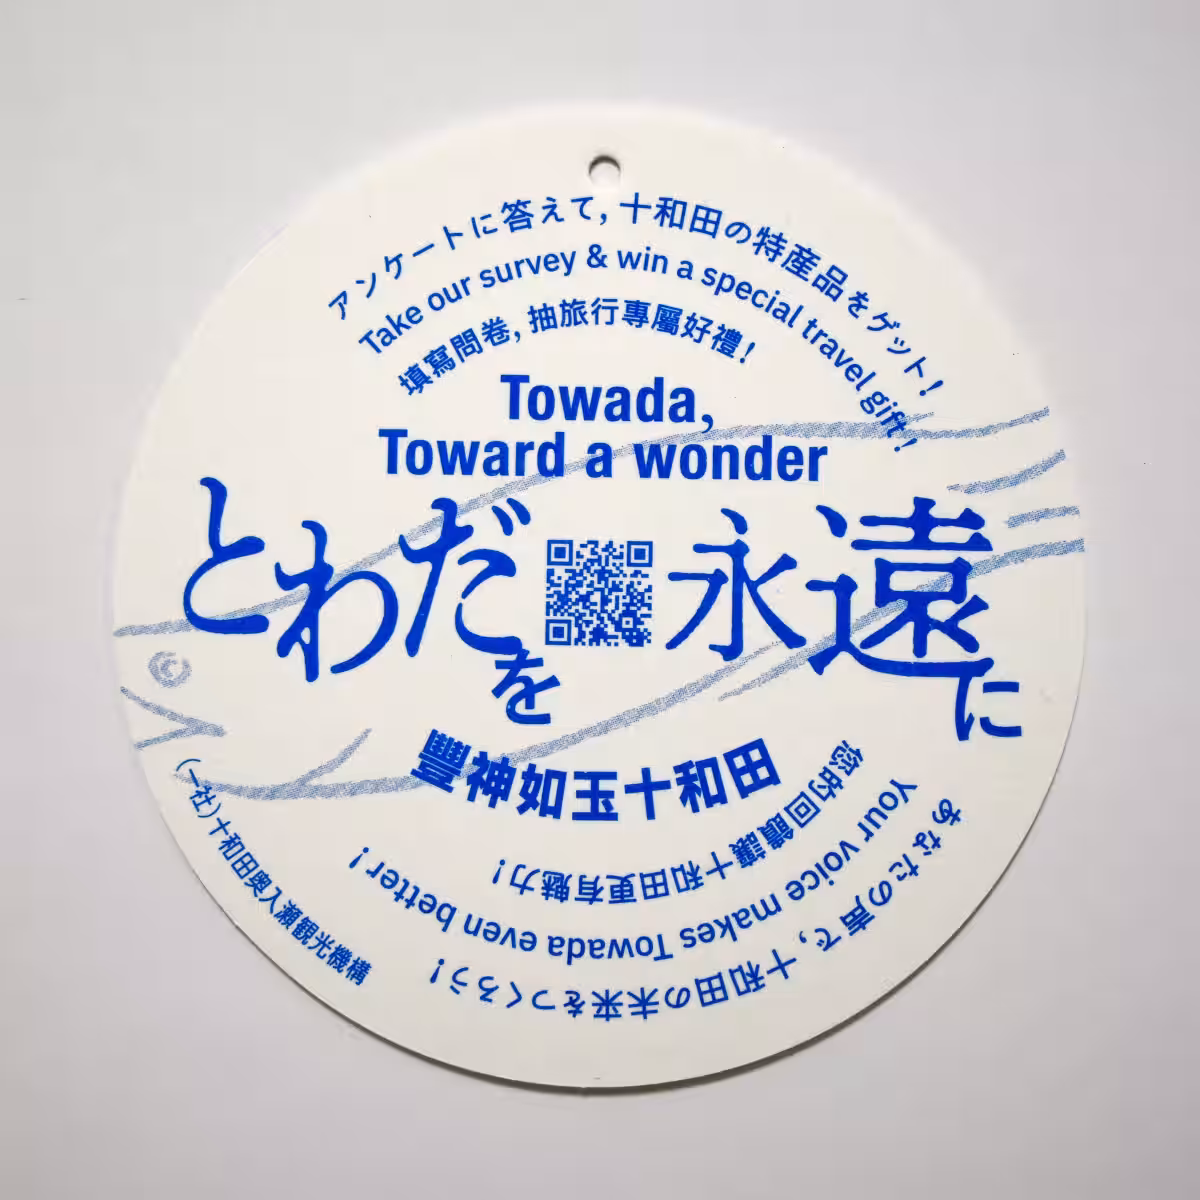 アンケートに答えて，十和田の特産品をゲット！
Take our survey & win a special travel gift!
填寫問卷，抽旅行專屬好禮！
Towada,
Toward a wonder
とわだを永遠に
豐神如玉十和田
您的回饋讓十和田更有魅力！
Your voice makes Towada even better!
あなたの声で，十和田の未来をつくろう！
©
(一社)十和田奥入瀬観光機構